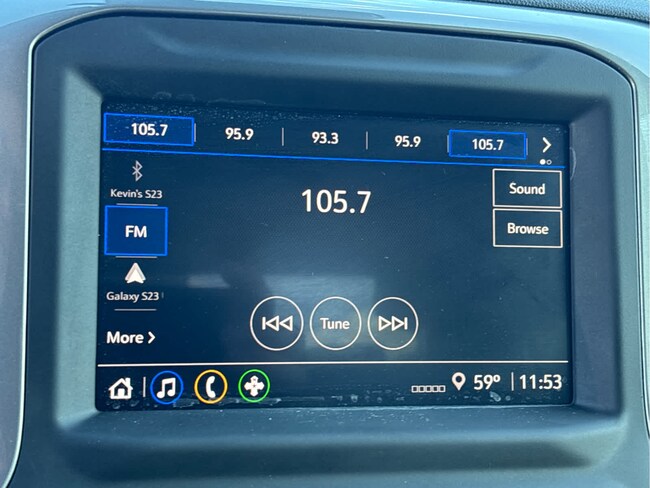 105.7 95.9 93.3 95.9 105.7
Kevin's S23
105.7
Sound
FM
Browse
Galaxy S23
Tune
More
59° 11:53